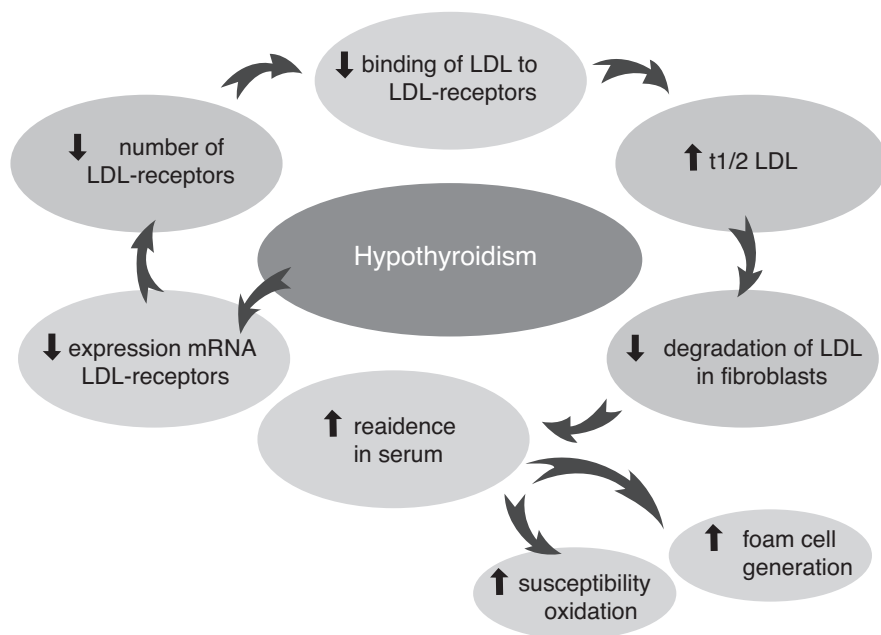 binding of LDL to
LDL-receptors
number of
LDL-receptors
t1/2 LDL
Hypothyroidism
expression mRNA
LDL-receptors
degradation of LDL
in fibroblasts
reaidence
in serum
foam cell
generation
susceptibility
oxidation